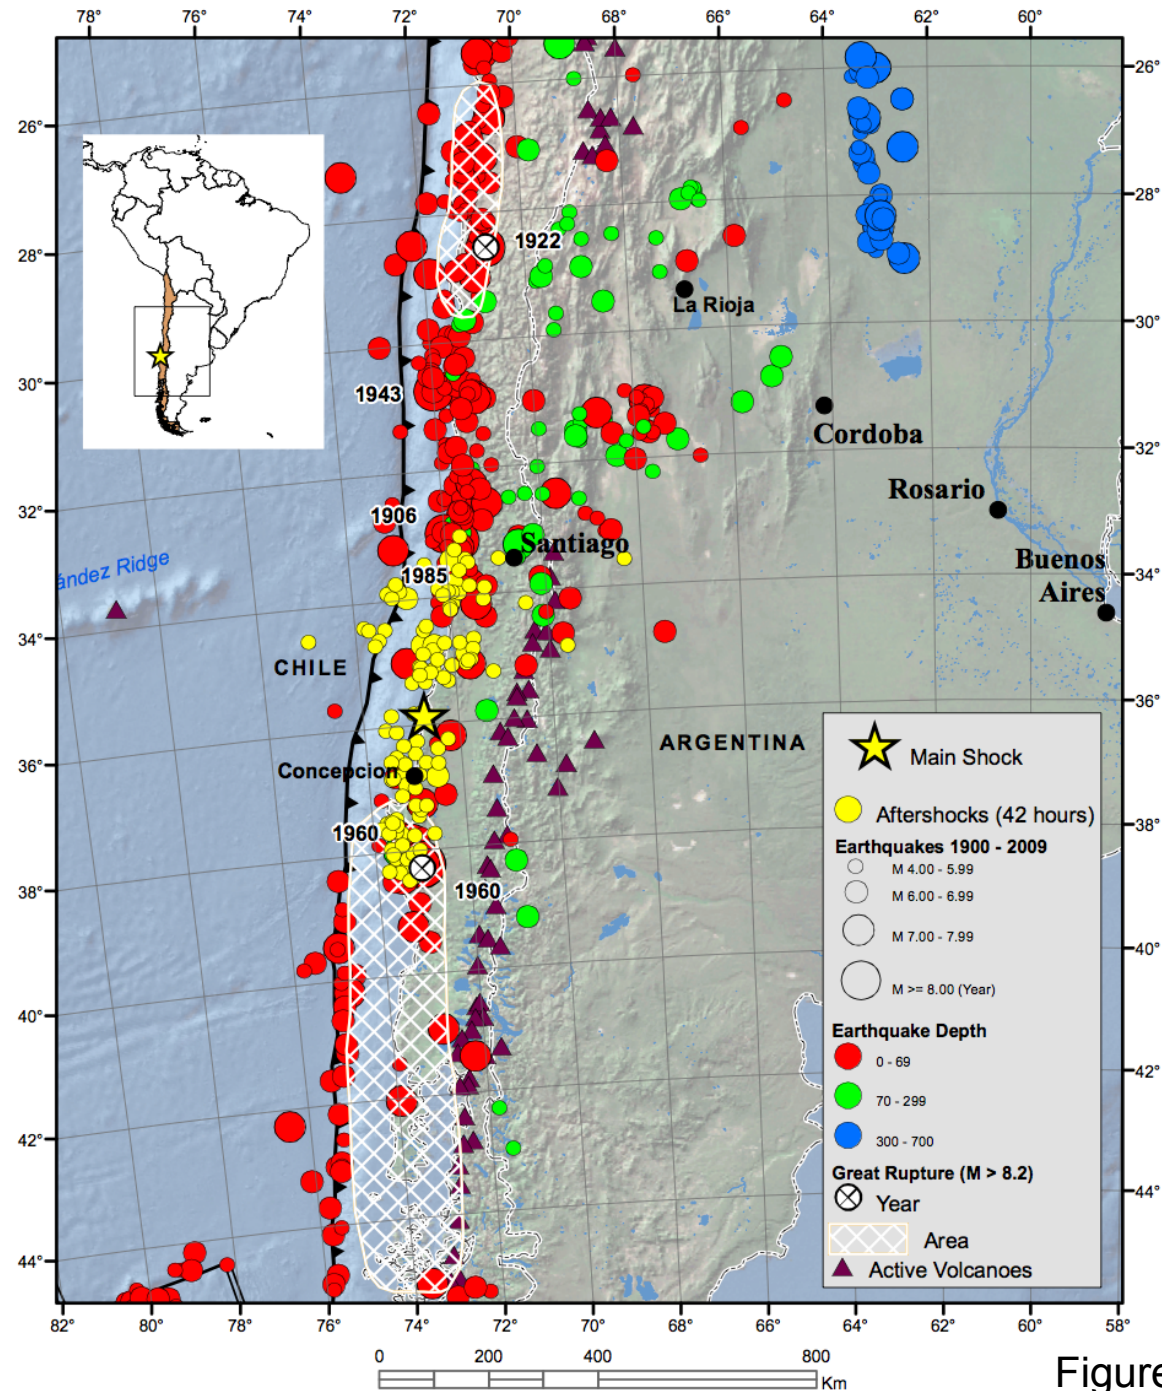 78° 76° 74° 72° 70° 68° 66° 64° 62° 60°
26°
26°
28°
1922
28°
La Rioja
30°
30°
1943
Cordoba
32°
Rosario
32°
1906
Santiago
ández Ridge
1985
Buenos
Aires
34°
34°
CHILE
36°
ARGENTINA
36°
Concepcion
1960
38°
38°
1960
40°
40°
42°
42°
44°
44°
Main Shock
Aftershocks (42 hours)
Earthquakes 1900 - 2009
M 4.00 - 5.99
M 6.00 - 6.99
M 7.00 - 7.99
M >= 8.00 (Year)
Earthquake Depth
0 - 69
70 - 299
300 - 700
Great Rupture (M > 8.2)
Year
Area
Active Volcanoes
82° 80° 78° 76° 74° 72° 70° 68° 66° 64° 62° 60° 58°
0 200 400 800
Km
Figure